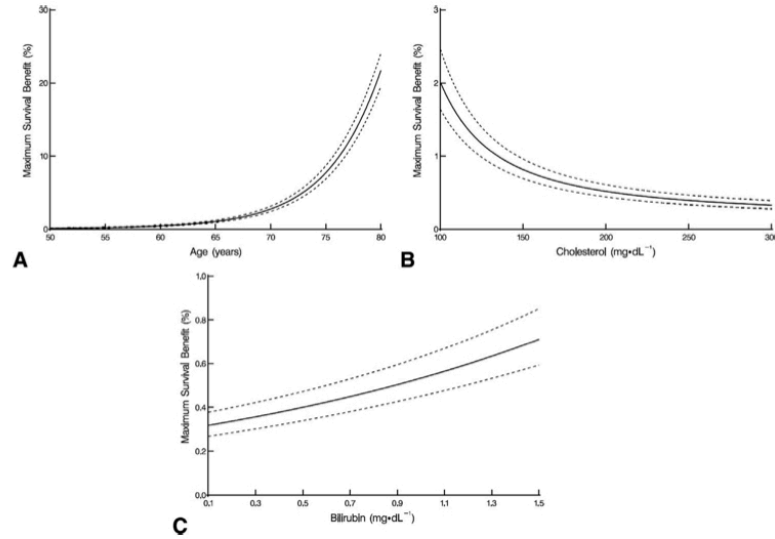 Maximum Survival Benefit (%)
30
20
10
0
50 55 60 65 70 75 80
Age (years)
A
Maximum Survival Benefit (%)
3
2
1
0
100 150 200 250 300
Cholesterol (mg•dL⁻¹)
B
Maximum Survival Benefit (%)
1.0
0.8
0.6
0.4
0.2
0.0
0.1 0.3 0.5 0.7 0.9 1.1 1.3 1.5
Bilirubin (mg•dL⁻¹)
C